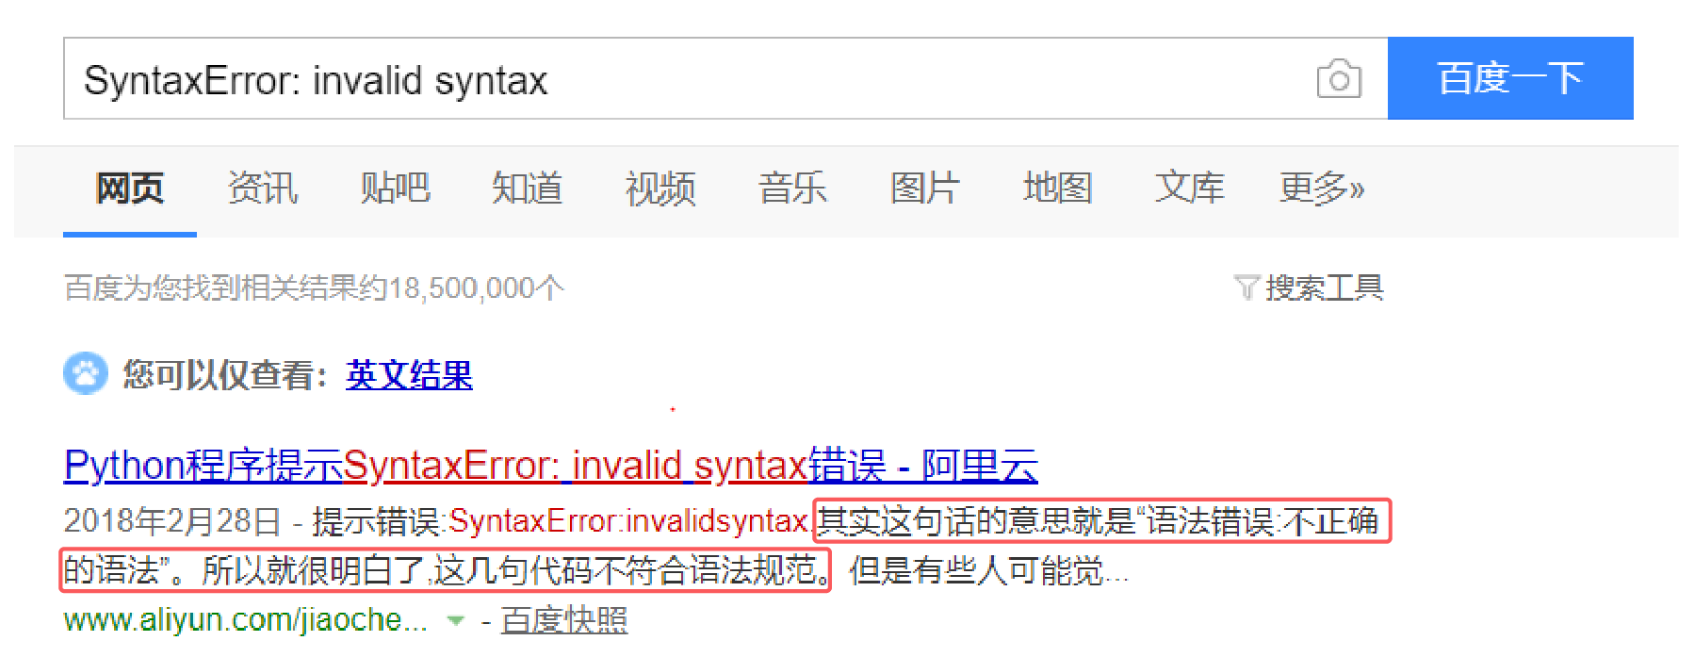 SyntaxError: invalid syntax 百度一下
网页 资讯 贴吧 知道 视频 音乐 图片 地图 文库 更多»
百度为您找到相关结果约18,500,000个 搜索工具
您可以仅查看：英文结果
Python程序提示SyntaxError: invalid syntax错误 - 阿里云
2018年2月28日 - 提示错误:SyntaxError:invalidsyntax,其实这句话的意思就是“语法错误:不正确
的语法”。所以就很明白了,这几句代码不符合语法规范。但是有些人可能觉...
www.aliyun.com/jiaoche... - 百度快照